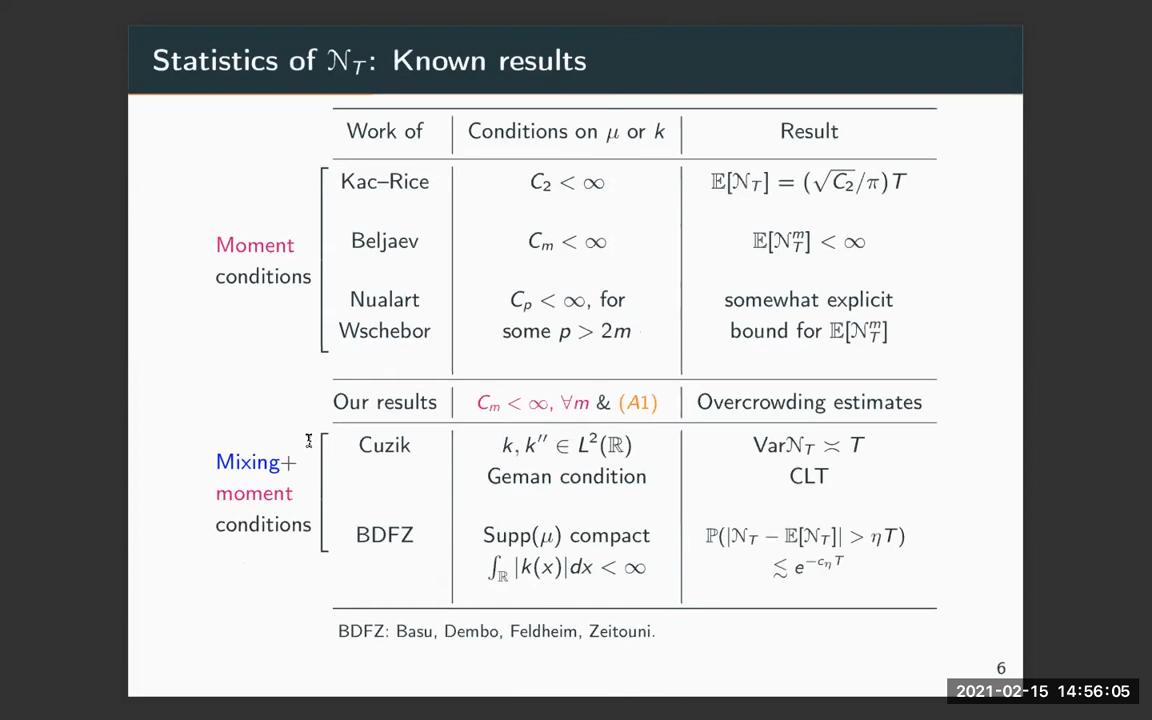 Statistics of 𝒩_T: Known results
Work of | Conditions on μ or k | Result
Kac–Rice | C₂ < ∞ | 𝔼[𝒩_T] = (√C₂/π)T
Moment conditions
Beljaev | C_m < ∞ | 𝔼[𝒩_T^m] < ∞
Nualart | C_p < ∞, for | somewhat explicit
Wschebor | some p > 2m | bound for 𝔼[𝒩_T^m]
Our results | C_m < ∞, ∀m & (A1) | Overcrowding estimates
Mixing+ moment conditions
Cuzik | k, k″ ∈ L²(ℝ) | Var𝒩_T ≍ T
Geman condition | CLT
BDFZ | Supp(μ) compact | ℙ(|𝒩_T − 𝔼[𝒩_T]| > ηT)
∫_ℝ |k(x)|dx < ∞ | ≲ e^{−c_η T}
BDFZ: Basu, Dembo, Feldheim, Zeitouni.
6
2021-02-15 14:56:05